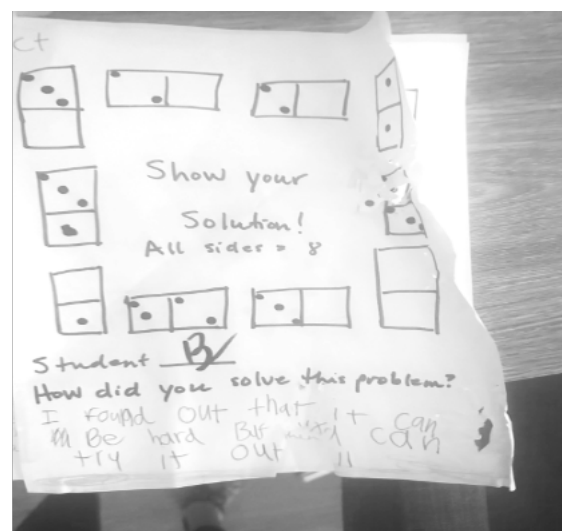 ct
Show your
Solution!
All sides = 8
Student B
How did you solve this problem?
I Found out that it can
Be hard But can
try it out